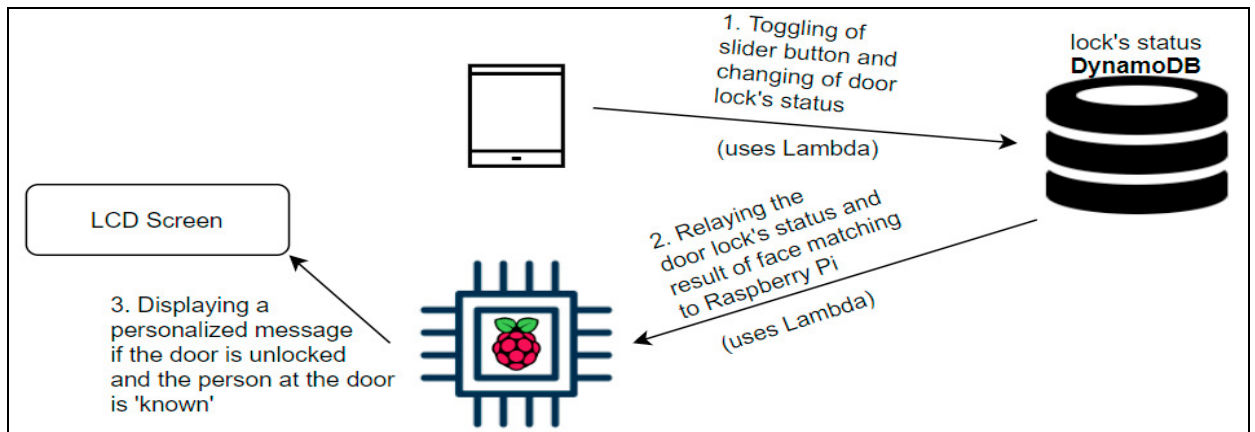 1. Toggling of
slider button and
changing of door
lock's status
(uses Lambda)
lock's status
DynamoDB
2. Relaying the
door lock's status and
result of face matching
to Raspberry Pi
(uses Lambda)
LCD Screen
3. Displaying a
personalized message
if the door is unlocked
and the person at the door
is 'known'